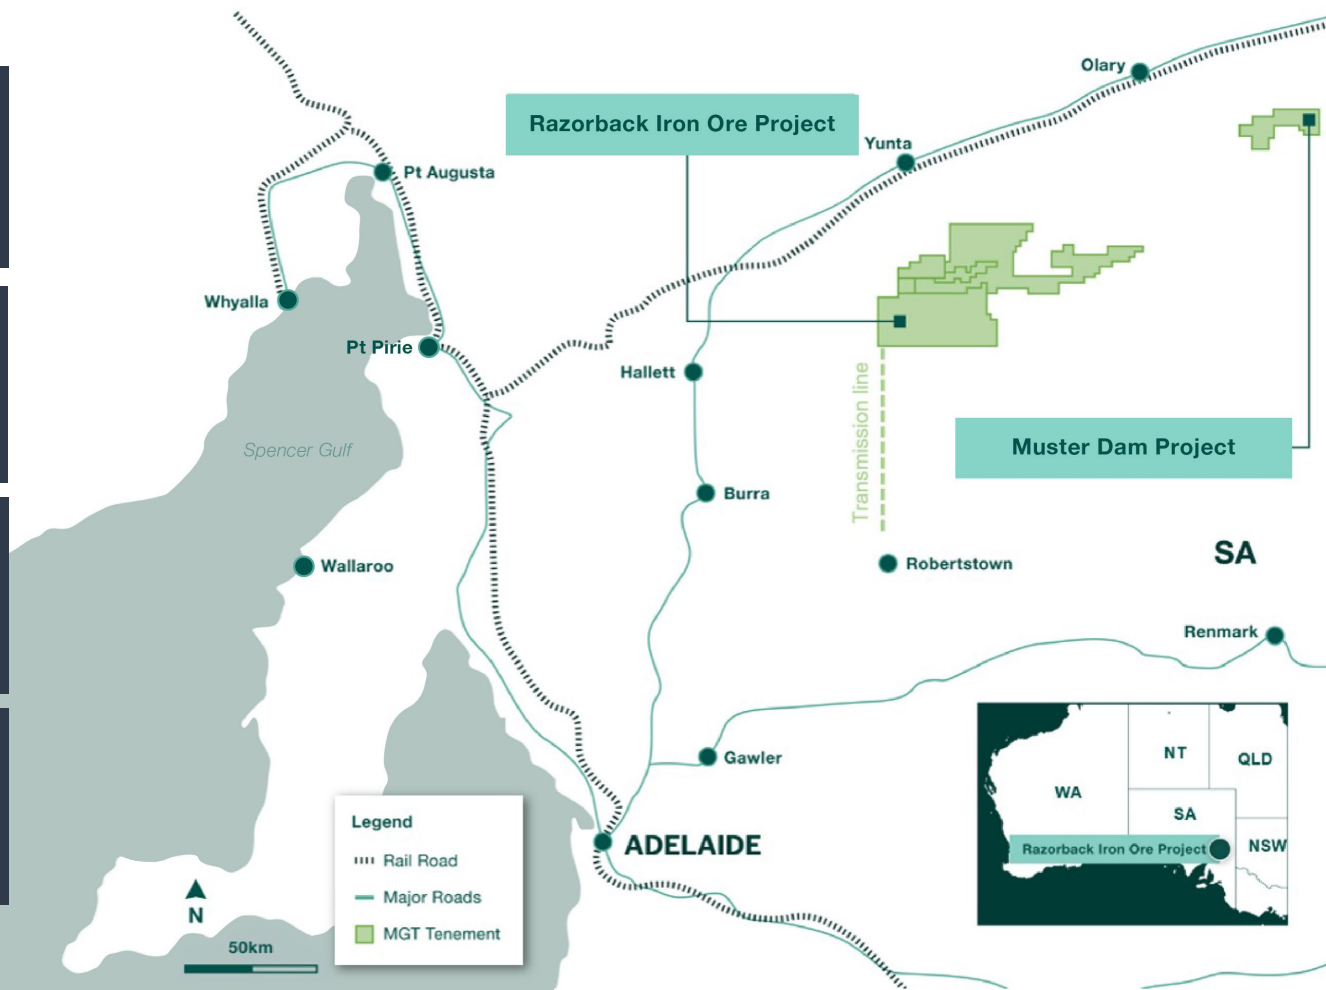 Olary
Razorback Iron Ore Project
Yunta
Pt Augusta
Whyalla
Pt Pirie
Hallett
Transmission line
Spencer Gulf
Muster Dam Project
Burra
SA
Wallaroo
Robertstown
Renmark
Gawler
NT
QLD
WA
SA
Razorback Iron Ore Project
NSW
ADELAIDE
Legend
Rail Road
Major Roads
MGT Tenement
N
50km